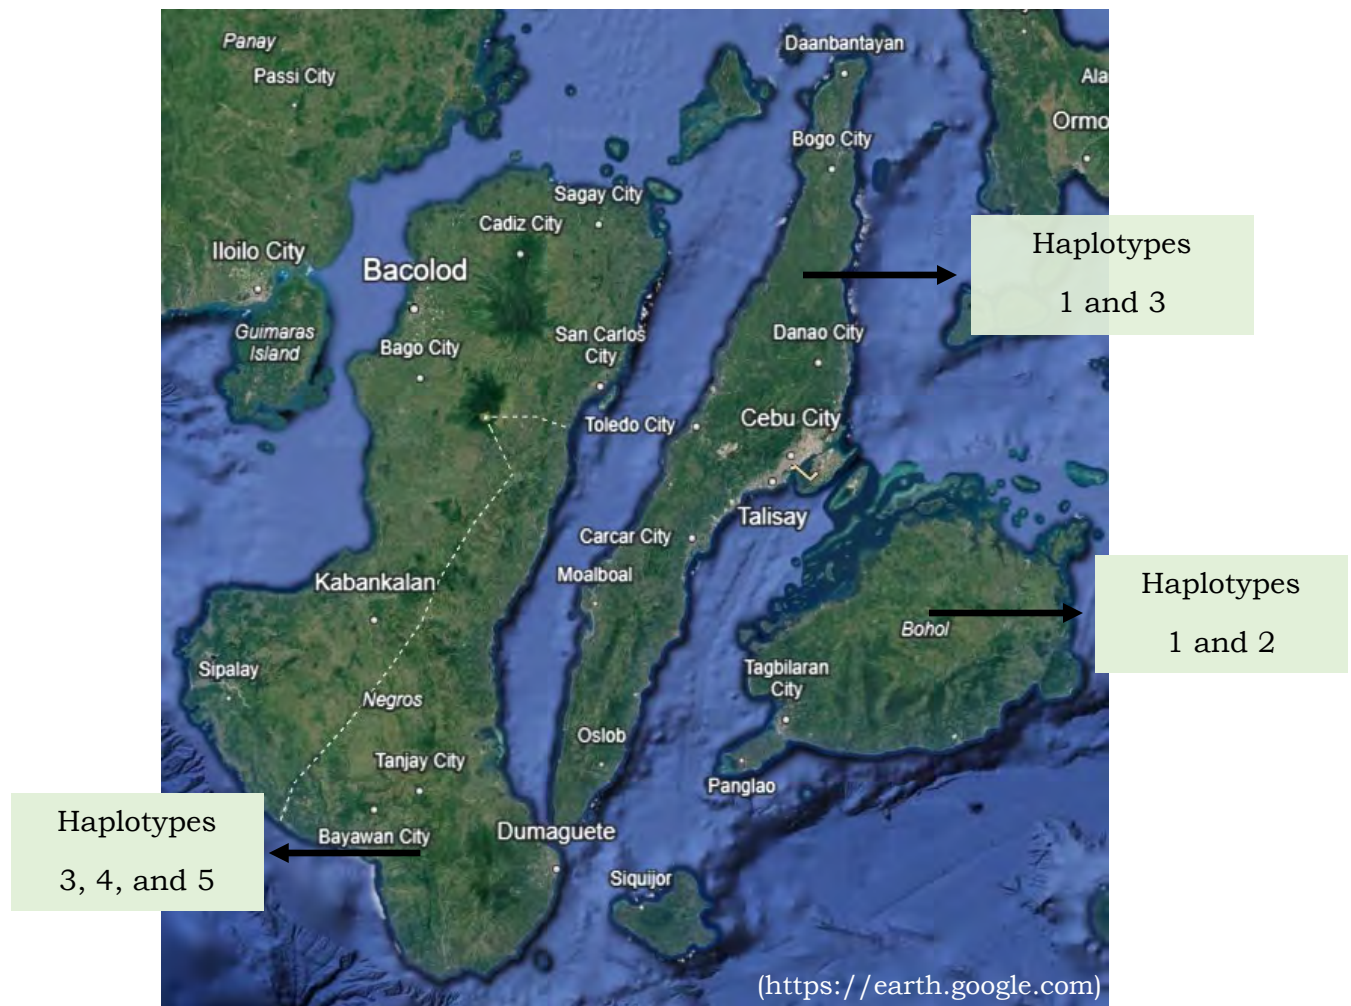 Panay
Passi City
Daanbantayan
Ala
Ormo
Bogo City
Sagay City
Cadiz City
Iloilo City
Bacolod
Haplotypes
1 and 3
Guimaras
Island
Bago City
San Carlos
City
Danao City
Toledo City
Cebu City
Talisay
Carcar City
Moalboal
Kabankalan
Haplotypes
1 and 2
Bohol
Sipalay
Negros
Tagbilaran
City
Oslob
Tanjay City
Panglao
Haplotypes
3, 4, and 5
Bayawan City
Dumaguete
Siquijor
(https://earth.google.com)